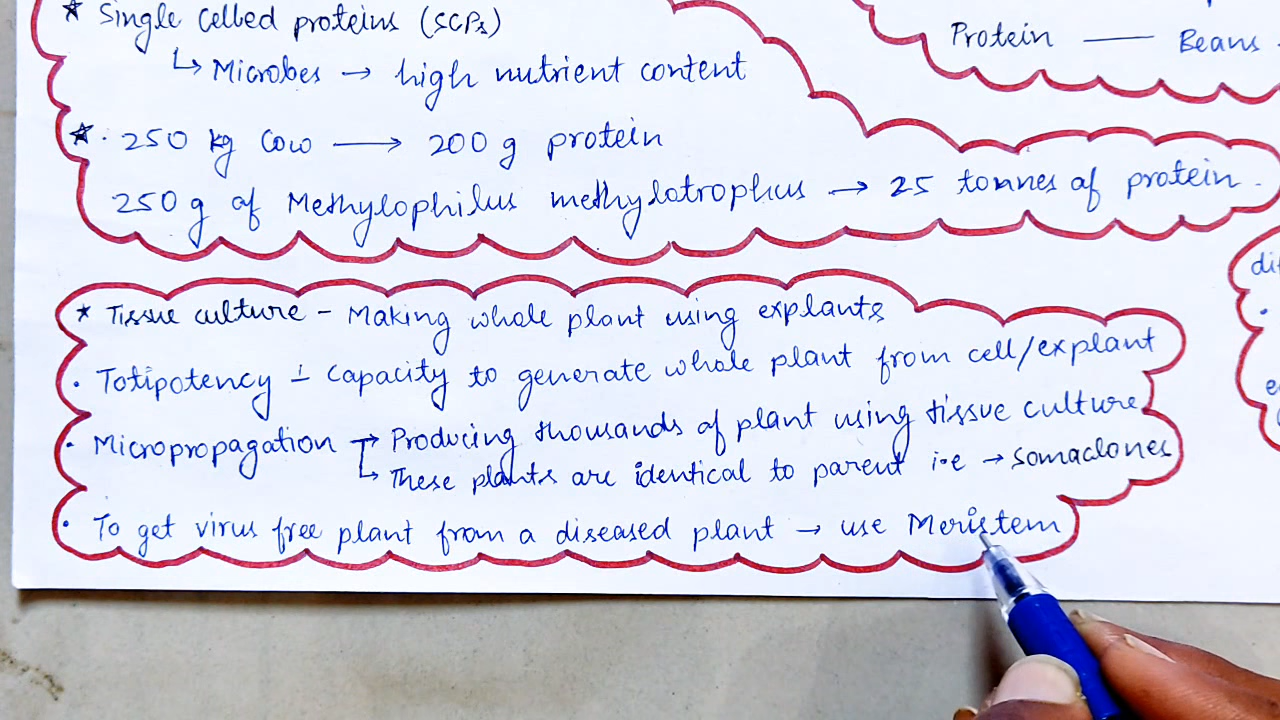 ★ Single Celled proteins (SCPs)
↳ Microbes → high nutrient content
★. 250 kg Cow ⟶ 200 g protein
250 g of Methylophilus methylotrophus → 25 tonnes of protein.
Protein —— Beans
★ Tissue culture - Making whole plant using explants
. Totipotency ⊥ Capacity to generate whole plant from cell/explant
. Micropropagation → Producing thousands of plant using tissue culture
↳ These plants are identical to parent i.e → somaclones
. To get virus free plant from a diseased plant → use Meristem